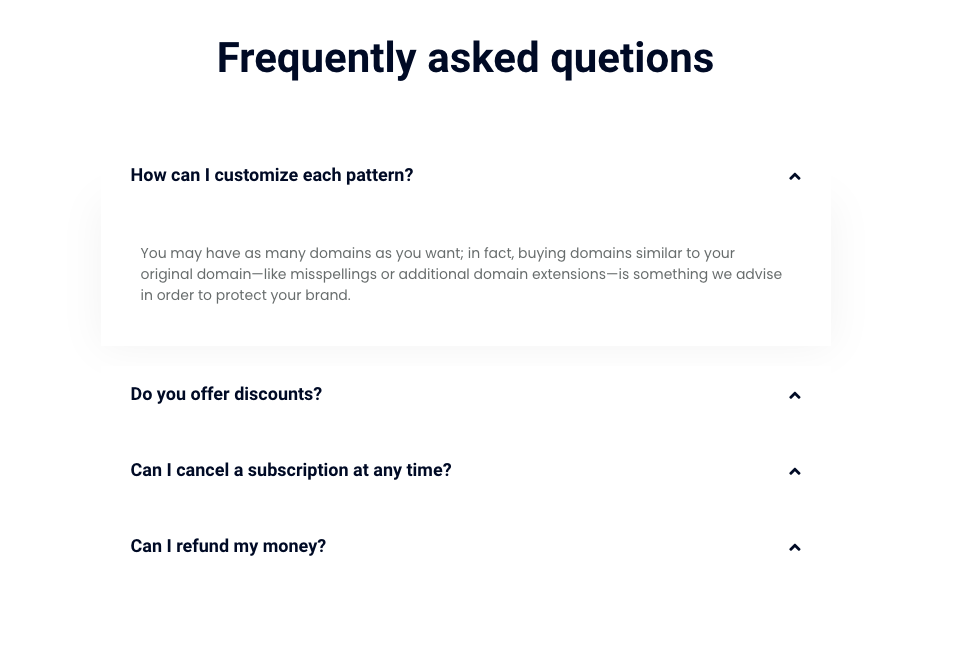 Frequently asked quetions
How can I customize each pattern?
You may have as many domains as you want; in fact, buying domains similar to your
original domain—like misspellings or additional domain extensions—is something we advise
in order to protect your brand.
Do you offer discounts?
Can I cancel a subscription at any time?
Can I refund my money?